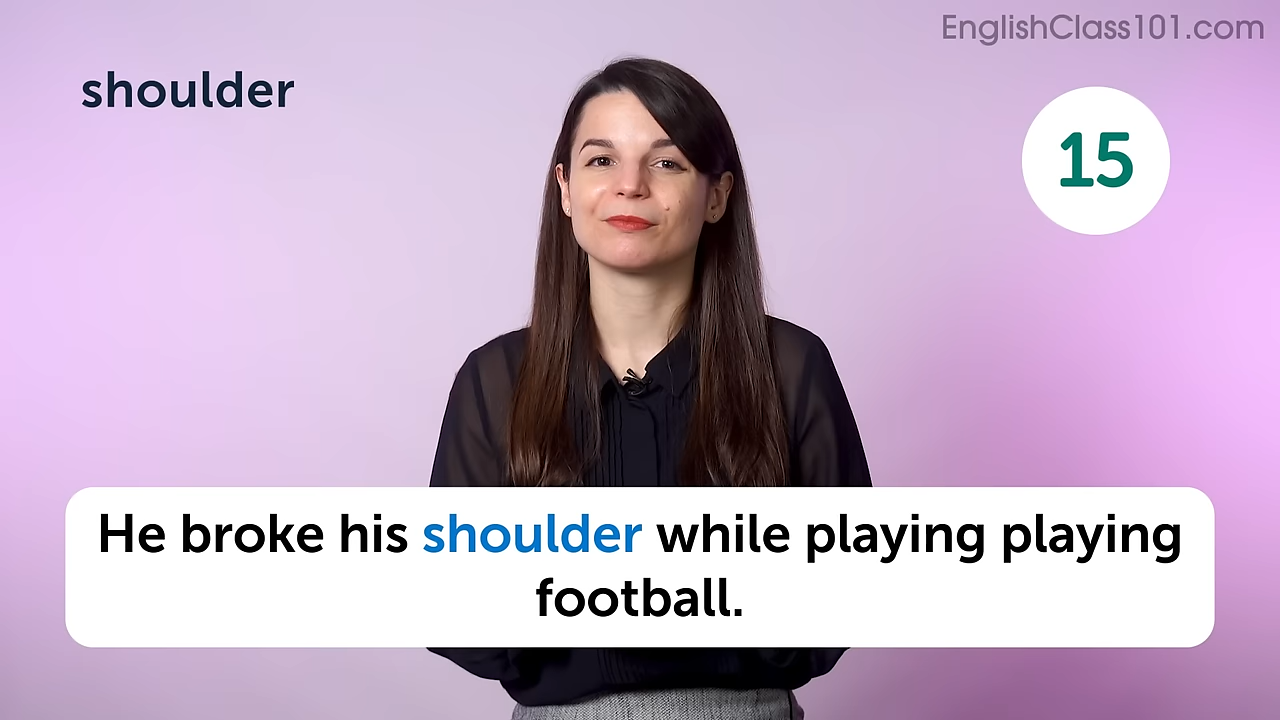 EnglishClass101.com
shoulder
15
He broke his shoulder while playing playing
football.